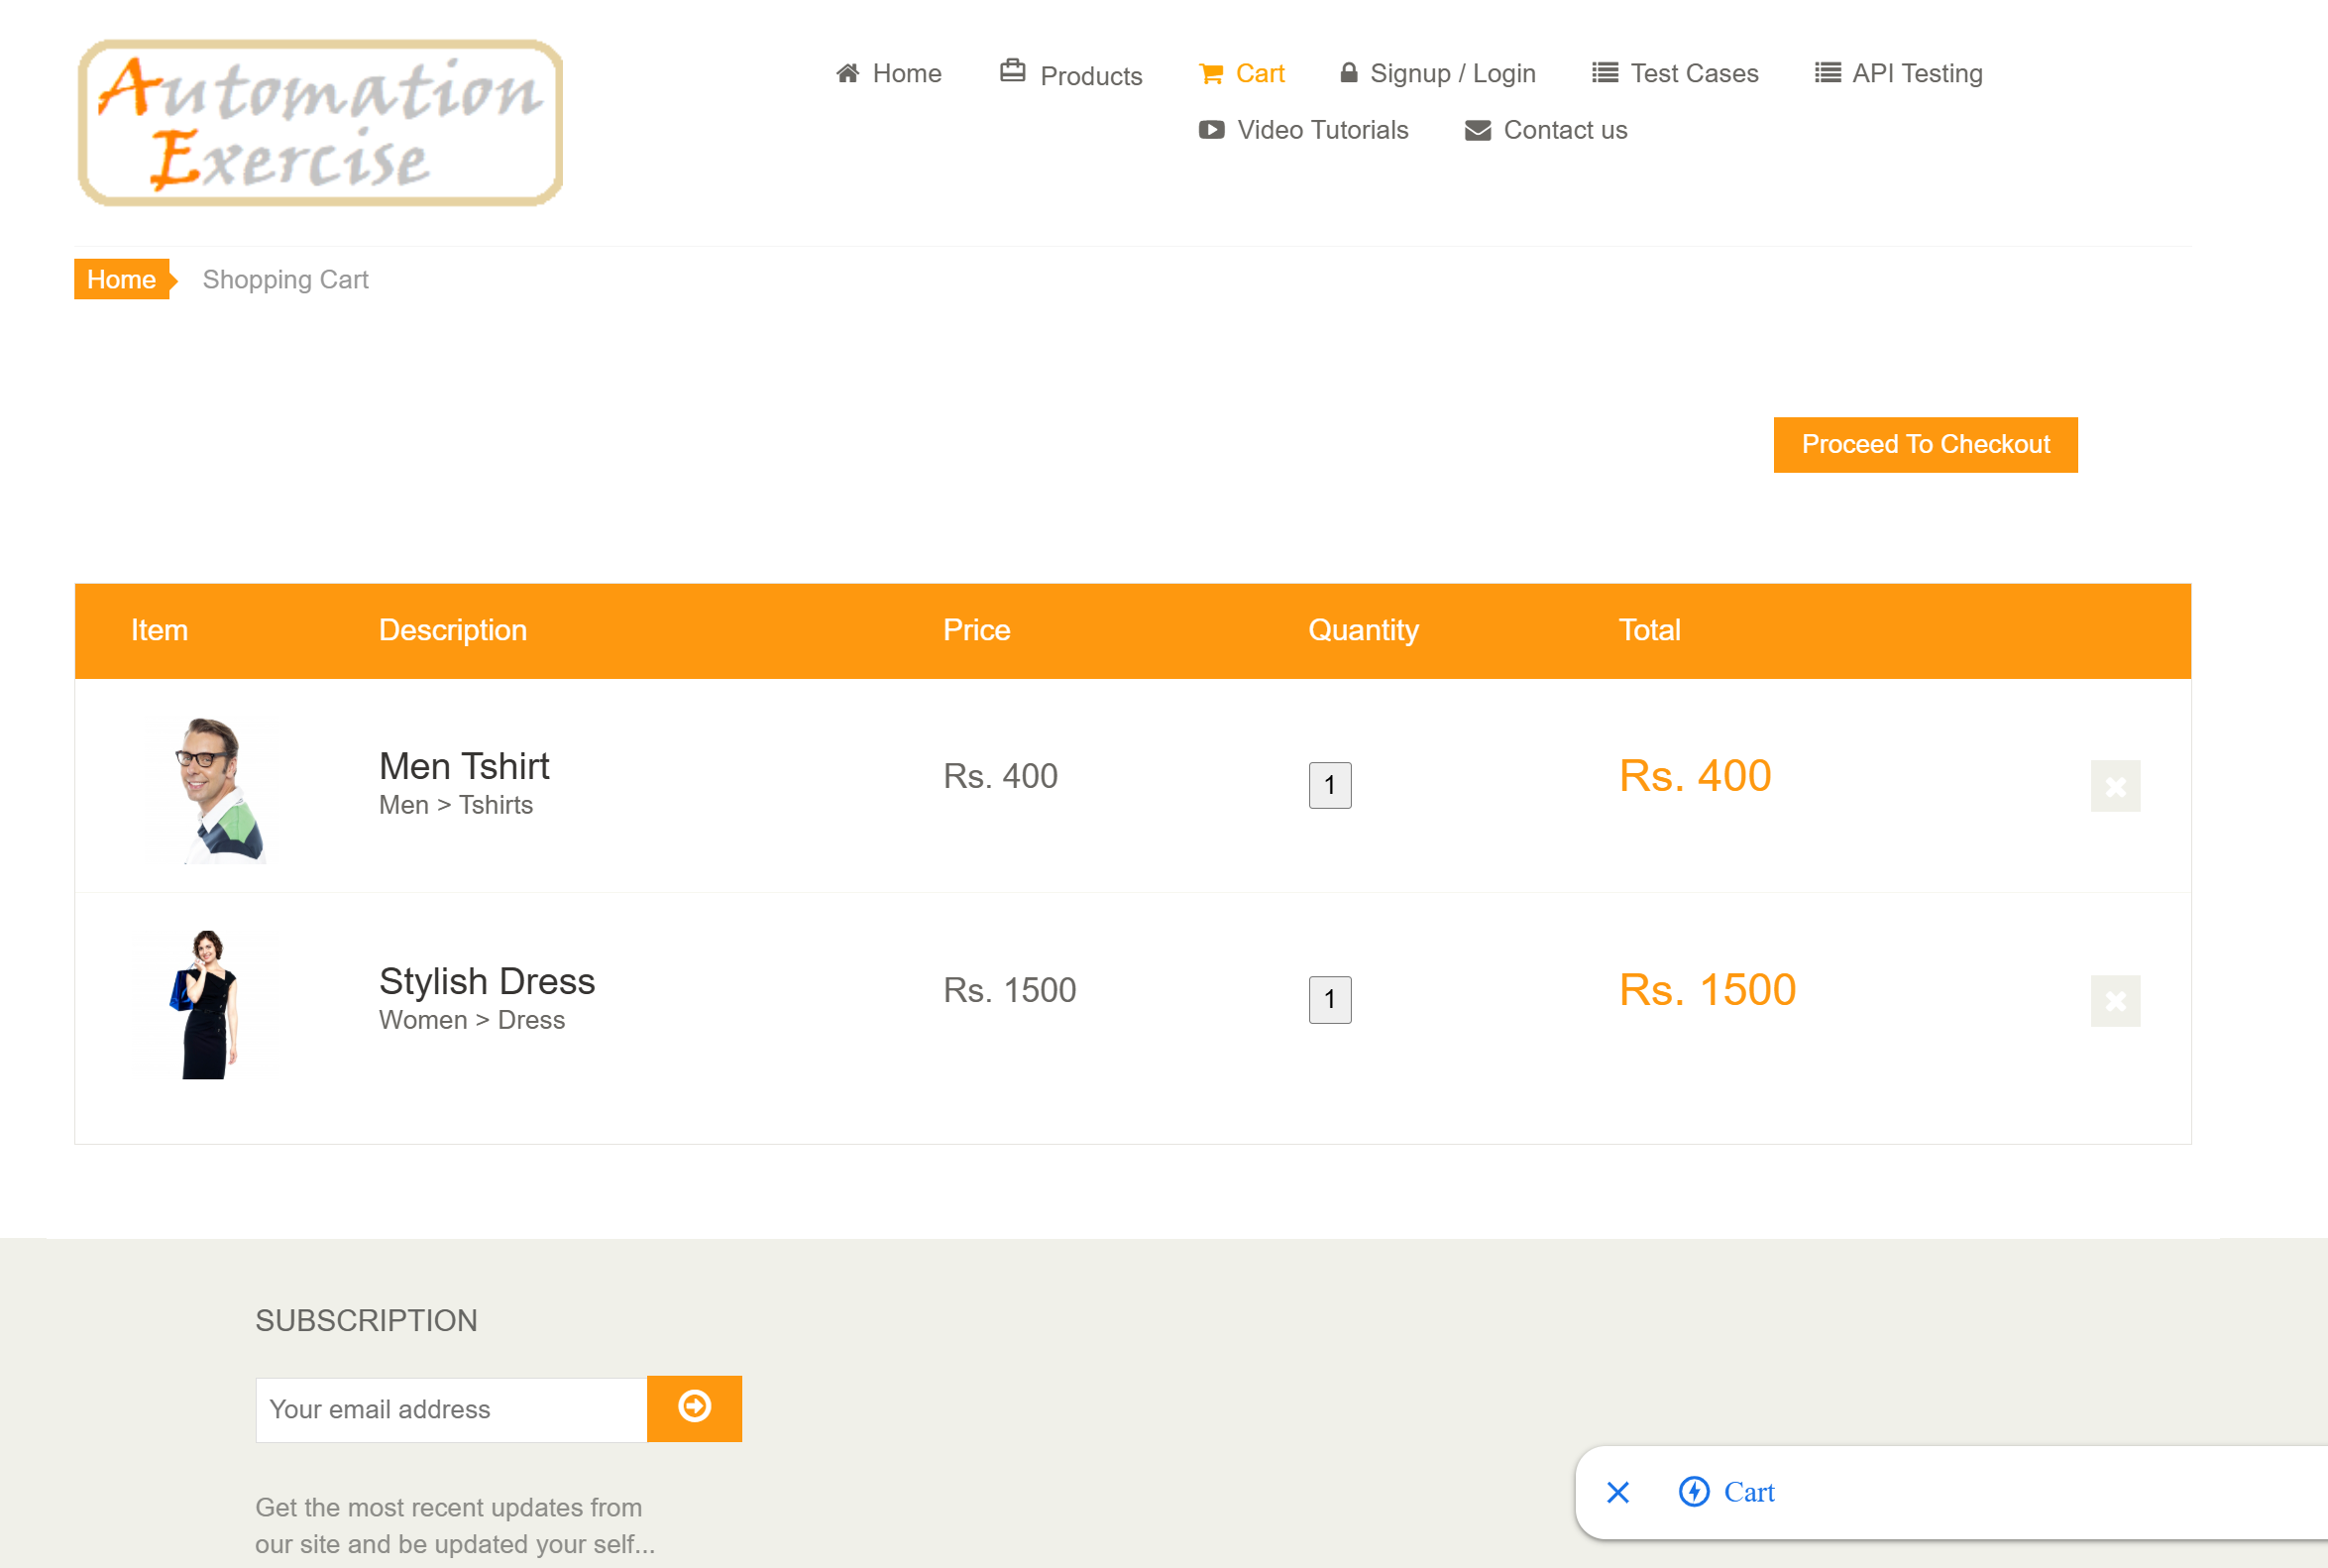 Automation
Exercise
Home Products Cart Signup / Login Test Cases API Testing
Video Tutorials Contact us
Home Shopping Cart
Proceed To Checkout
Item Description Price Quantity Total
Men Tshirt
Men > Tshirts
Rs. 400 1 Rs. 400
Stylish Dress
Women > Dress
Rs. 1500 1 Rs. 1500
SUBSCRIPTION
Your email address
Get the most recent updates from
our site and be updated your self...
Cart